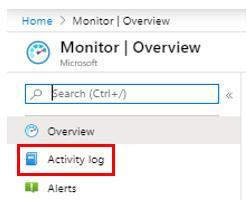 Home > Monitor | Overview
Monitor | Overview
Microsoft
Search (Ctrl+/)
«
Overview
Activity log
Alerts